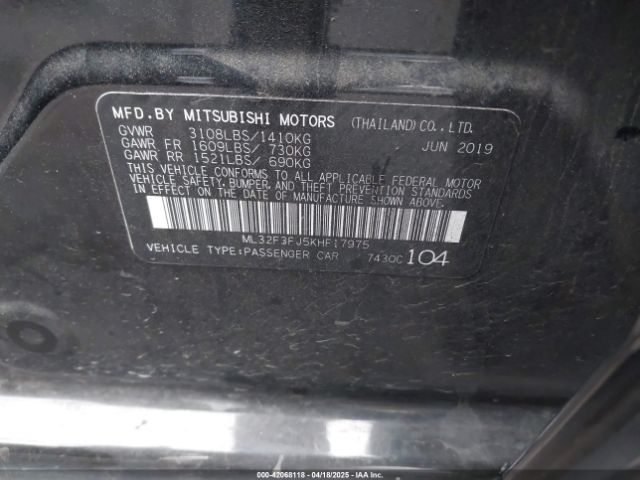 MFD.BY MITSUBISHI MOTORS (THAILAND)CO.,LTD.
GVWR 3108LBS/1410KG JUN 2019
GAWR FR 1609LBS/ 730KG
GAWR RR 1521LBS/ 690KG
THIS VEHICLE CONFORMS TO ALL APPLICABLE FEDERAL MOTOR
VEHICLE SAFETY, BUMPER, AND THEFT PREVENTION STANDARDS
IN EFFECT ON THE DATE OF MANUFACTURE SHOWN ABOVE.
ML32F3FJ5KHF17975
VEHICLE TYPE:PASSENGER CAR 7430C 104
000-42068118 - 04/18/2025 - IAA Inc.